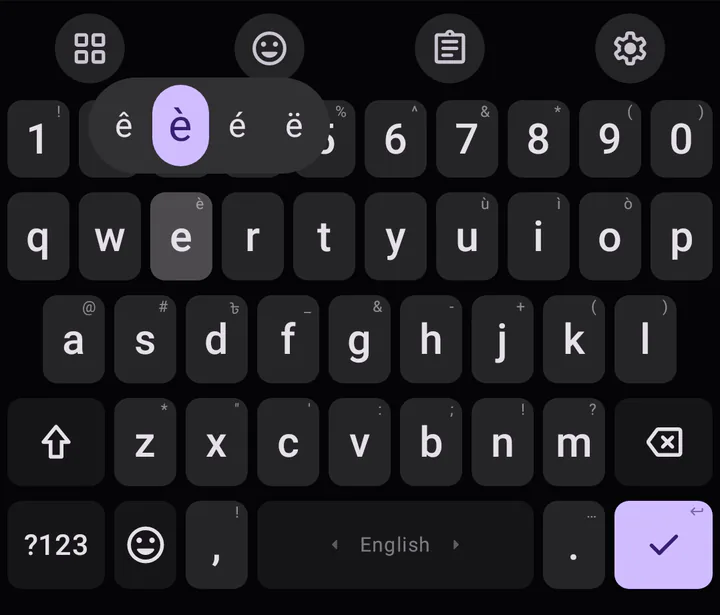 ê è é ë
! % ^ & * ( )
1 6 7 8 9 0
è ù ì ò
q w e r t y u i o p
@ # _ & - + ( )
a s d f g h j k l
* " ' : ; ! ?
z x c v b n m
! …
?123 , English .